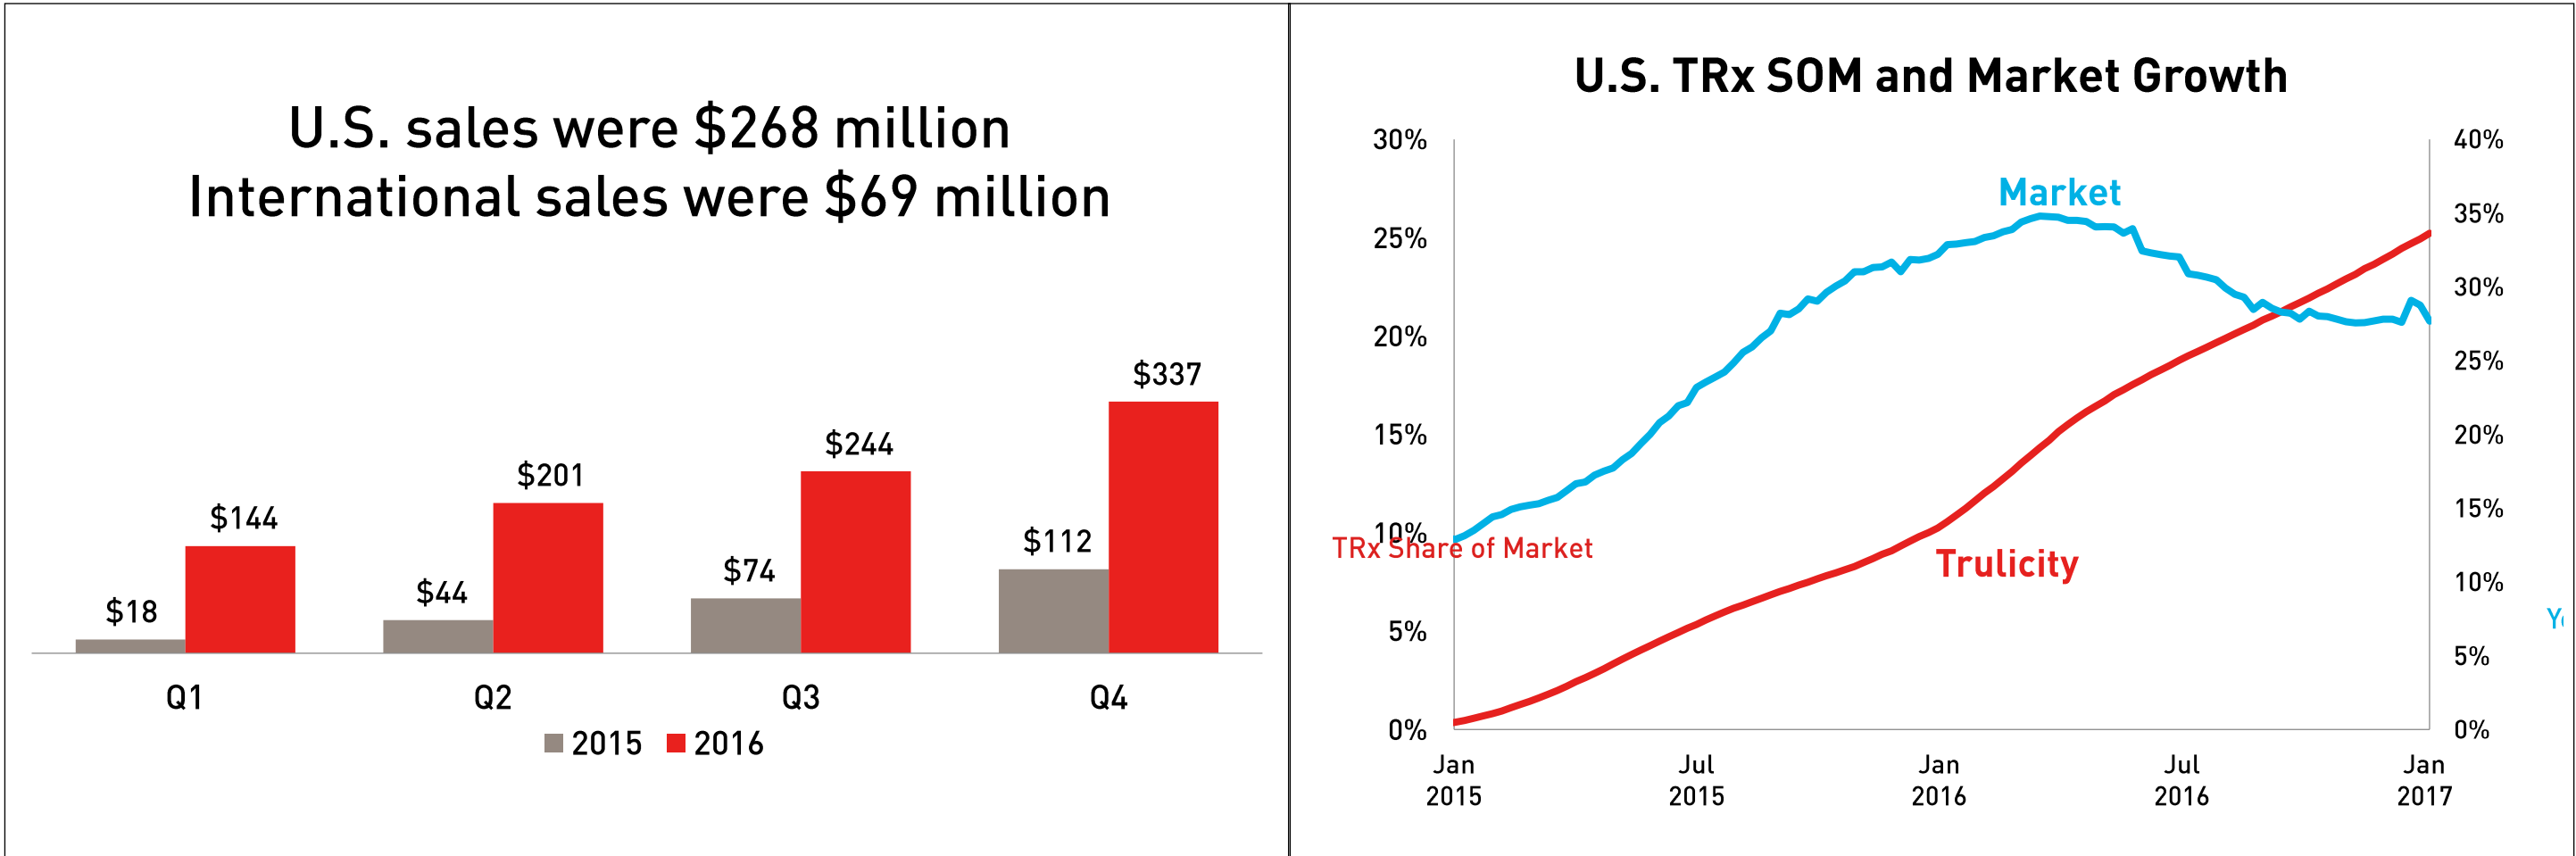 U.S. sales were $268 million
International sales were $69 million
$18
$144
$44
$201
$74
$244
$112
$337
Q1
Q2
Q3
Q4
2015
2016
U.S. TRx SOM and Market Growth
30%
25%
20%
15%
10%
5%
0%
TRx Share of Market
Market
Trulicity
40%
35%
30%
25%
20%
15%
10%
5%
0%
Jan
2015
Jul
2015
Jan
2016
Jul
2016
Jan
2017